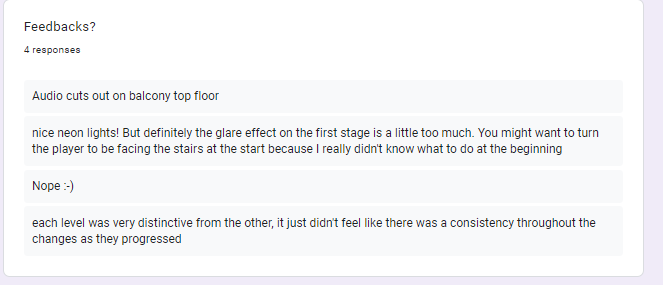 Feedbacks?
4 responses
Audio cuts out on balcony top floor
nice neon lights! But definitely the glare effect on the first stage is a little too much. You might want to turn
the player to be facing the stairs at the start because I really didn't know what to do at the beginning
Nope :-)
each level was very distinctive from the other, it just didn't feel like there was a consistency throughout the
changes as they progressed